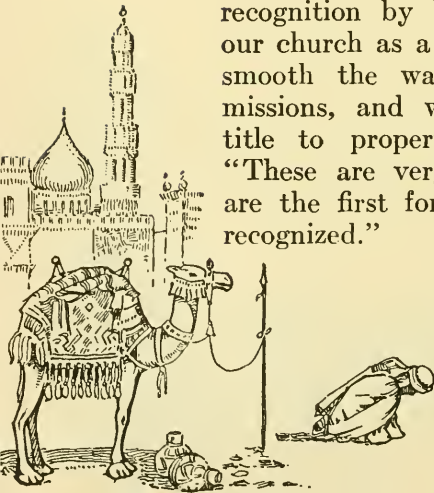 recognition by
our church as a
smooth the wa
missions, and w
title to proper
"These are ver
are the first for
recognized."